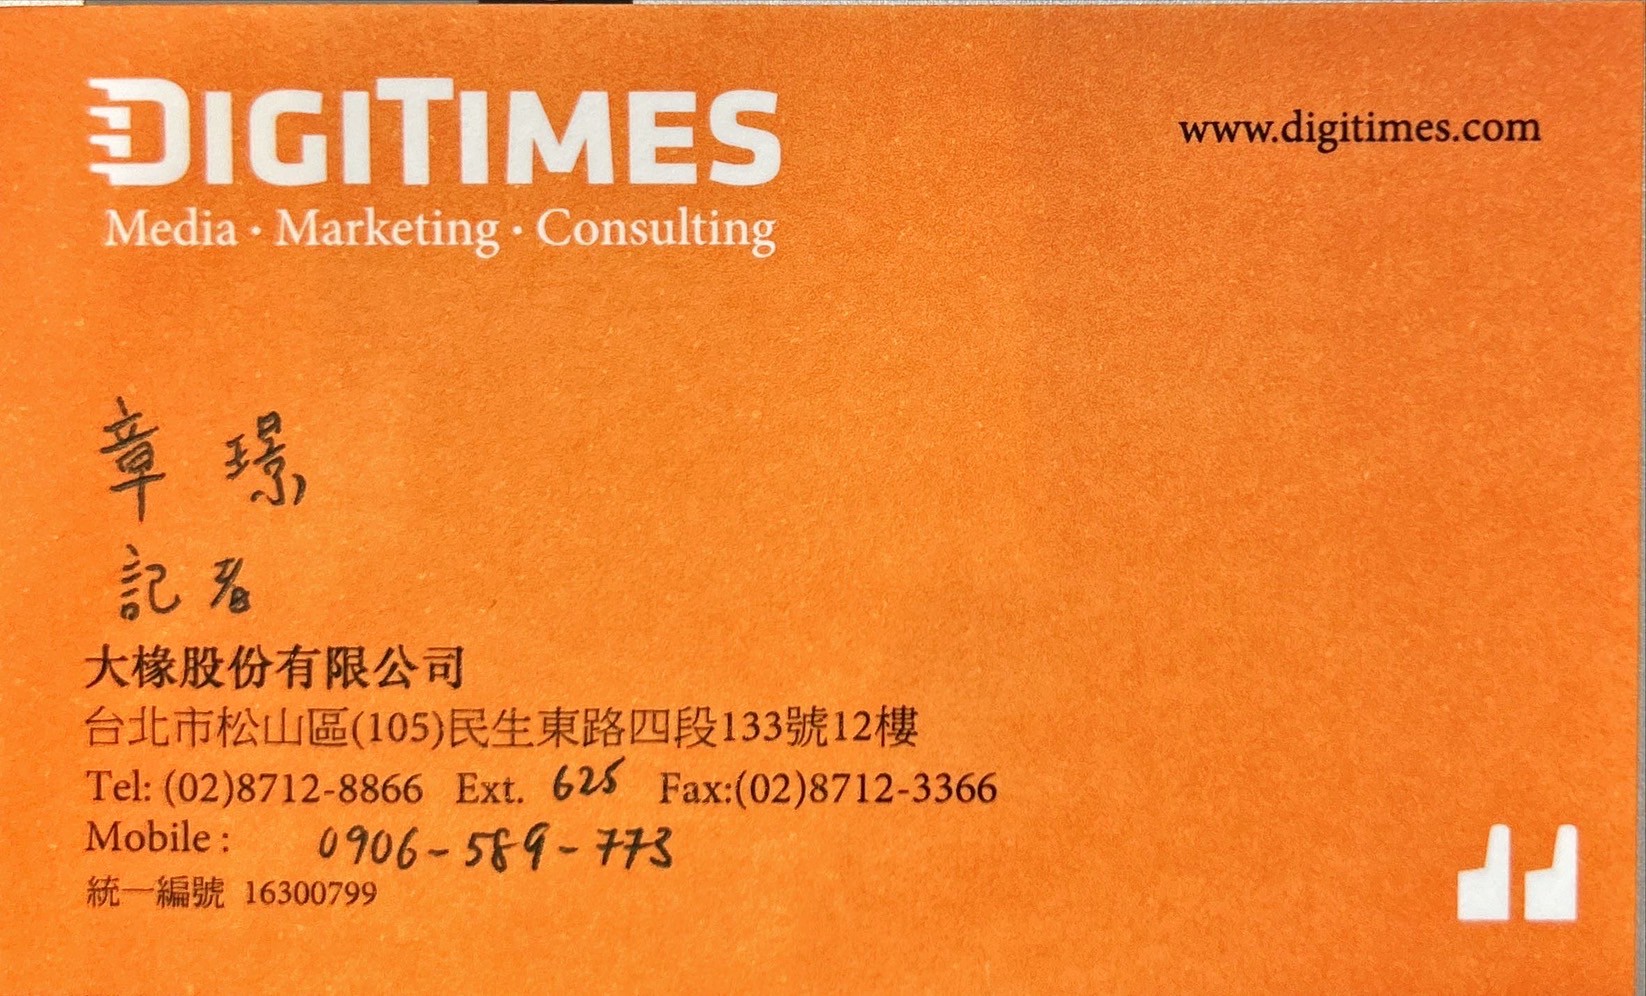 DIGITIMES
www.digitimes.com
Media · Marketing · Consulting
章 璟
記者
大椽股份有限公司
台北市松山區(105)民生東路四段133號12樓
Tel: (02)8712-8866 Ext. 625 Fax:(02)8712-3366
Mobile : 0906-589-773
統一編號 16300799